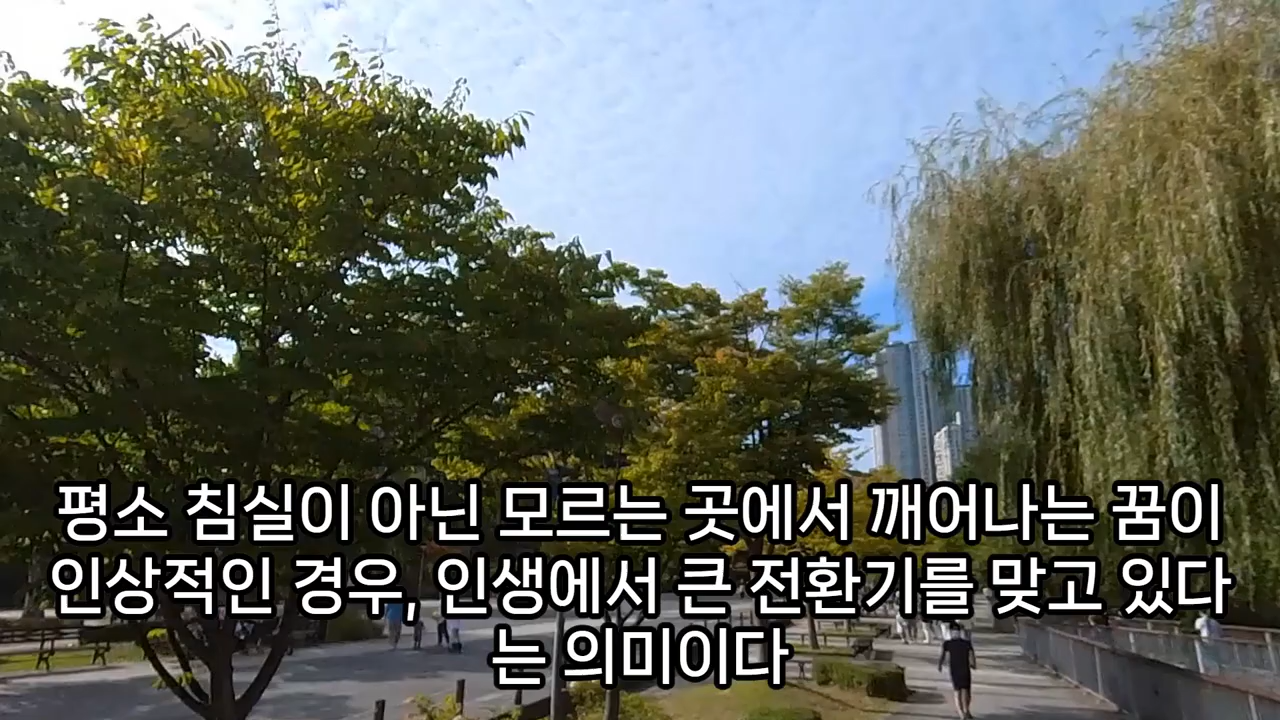 평소 침실이 아닌 모르는 곳에서 깨어나는 꿈이
인상적인 경우, 인생에서 큰 전환기를 맞고 있다
는 의미이다